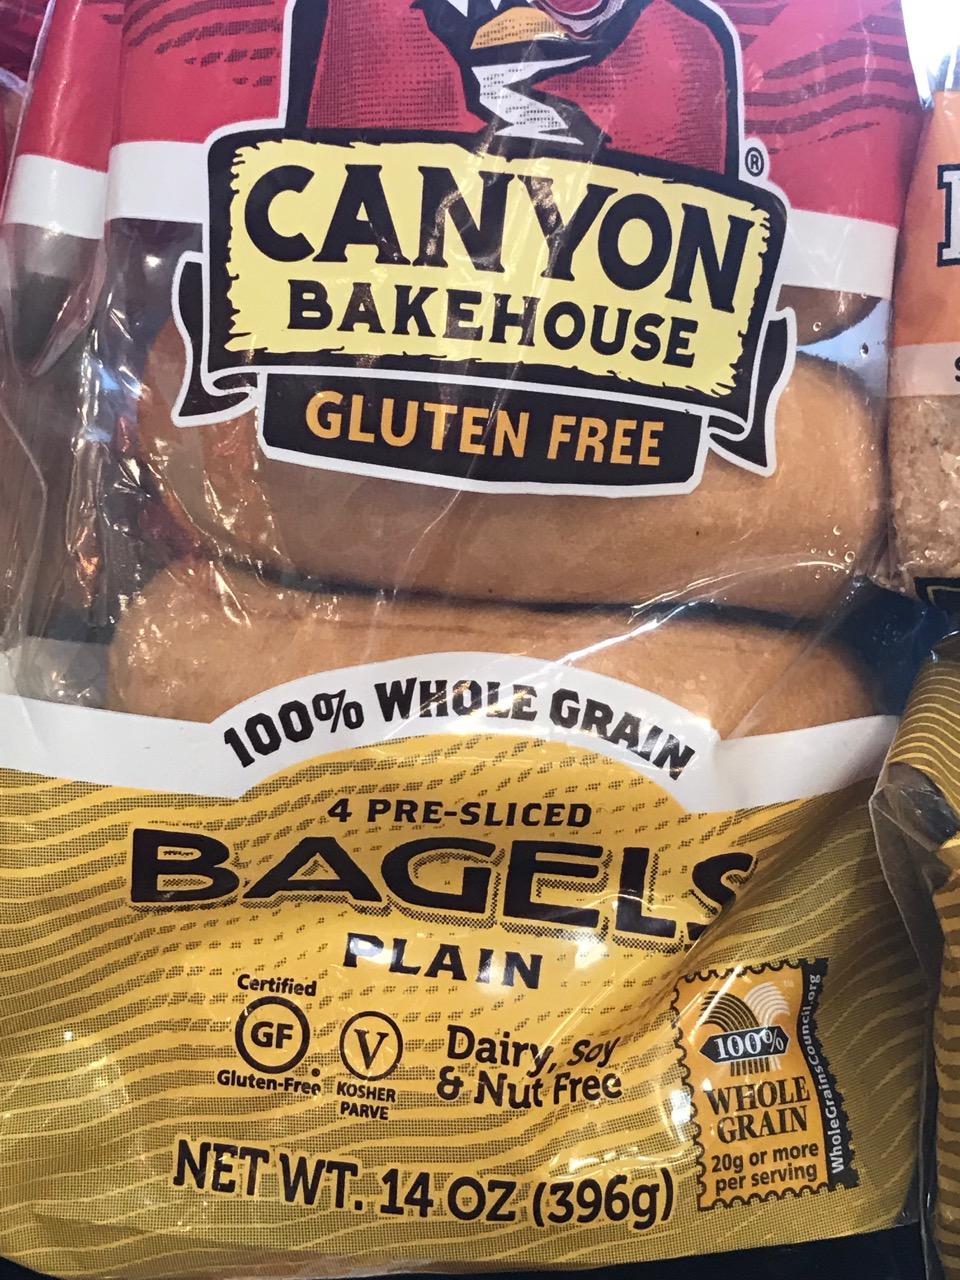 CANYON
®
BAKEHOUSE
GLUTEN FREE
100% WHOLE GRAIN
4 PRE-SLICED
BAGELS
PLAIN
Certified
GF
Gluten-Free
V
KOSHER
PARVE
Dairy, Soy
& Nut Free
100%
WHOLE
GRAIN
20g or more
per serving
WholeGrainsCouncil.org
NET WT. 14 OZ (396g)